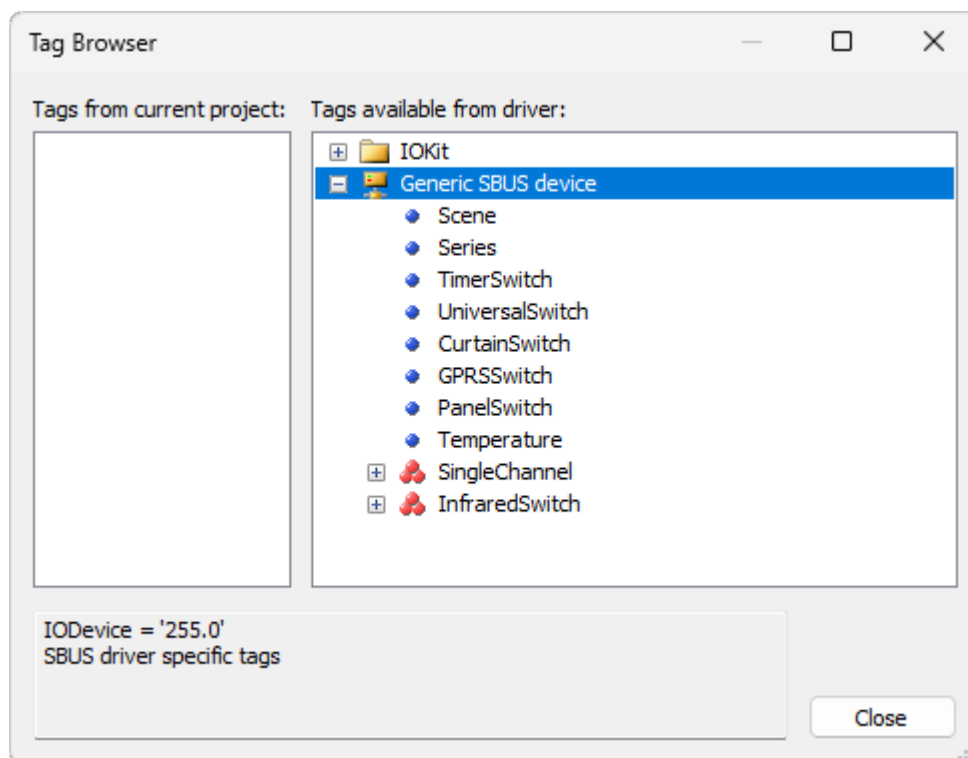 Tag Browser
Tags from current project:
Tags available from driver:
IOKit
Generic SBUS device
Scene
Series
TimerSwitch
UniversalSwitch
CurtainSwitch
GPRSSwitch
PanelSwitch
Temperature
SingleChannel
InfraredSwitch
IODevice = '255.0'
SBUS driver specific tags
Close